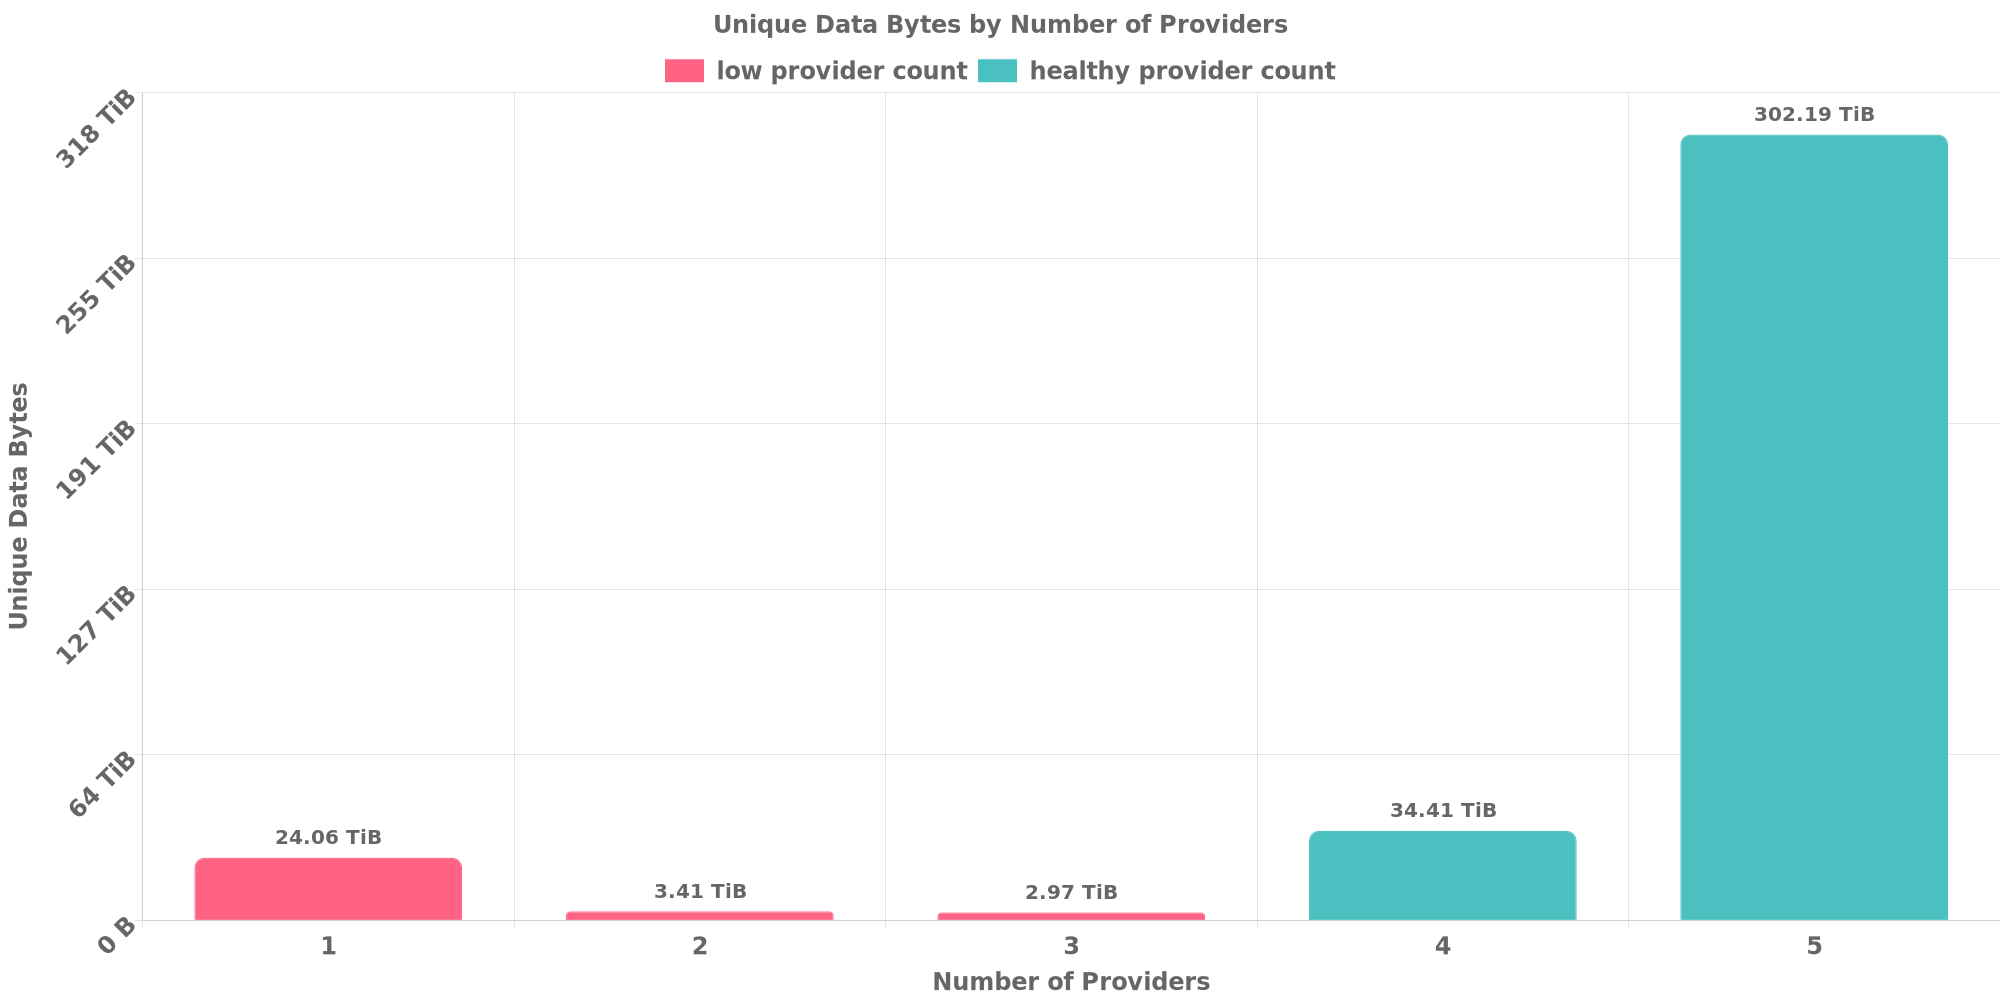 Unique Data Bytes by Number of Providers
low provider count
healthy provider count
318 TiB
255 TiB
191 TiB
127 TiB
64 TiB
0 B
Unique Data Bytes
24.06 TiB
3.41 TiB
2.97 TiB
34.41 TiB
302.19 TiB
1
2
3
4
5
Number of Providers